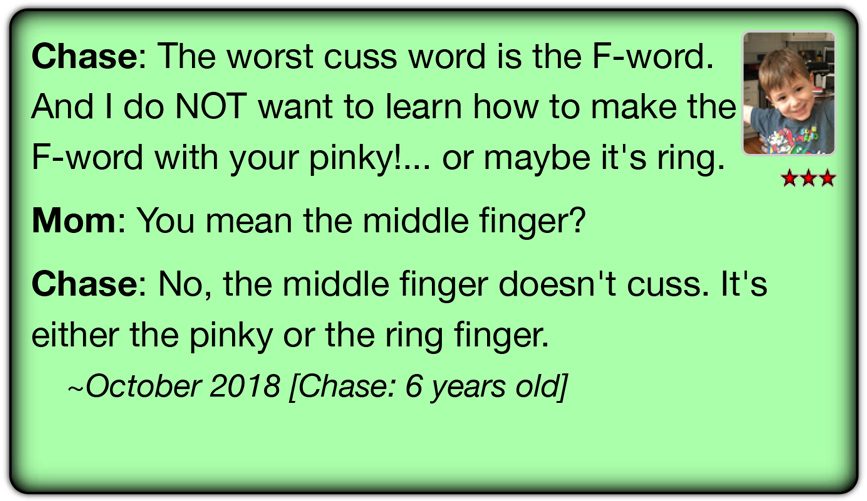 Chase: The worst cuss word is the F-word.
And I do NOT want to learn how to make the
F-word with your pinky!... or maybe it's ring.
Mom: You mean the middle finger?
Chase: No, the middle finger doesn't cuss. It's
either the pinky or the ring finger.
~October 2018 [Chase: 6 years old]